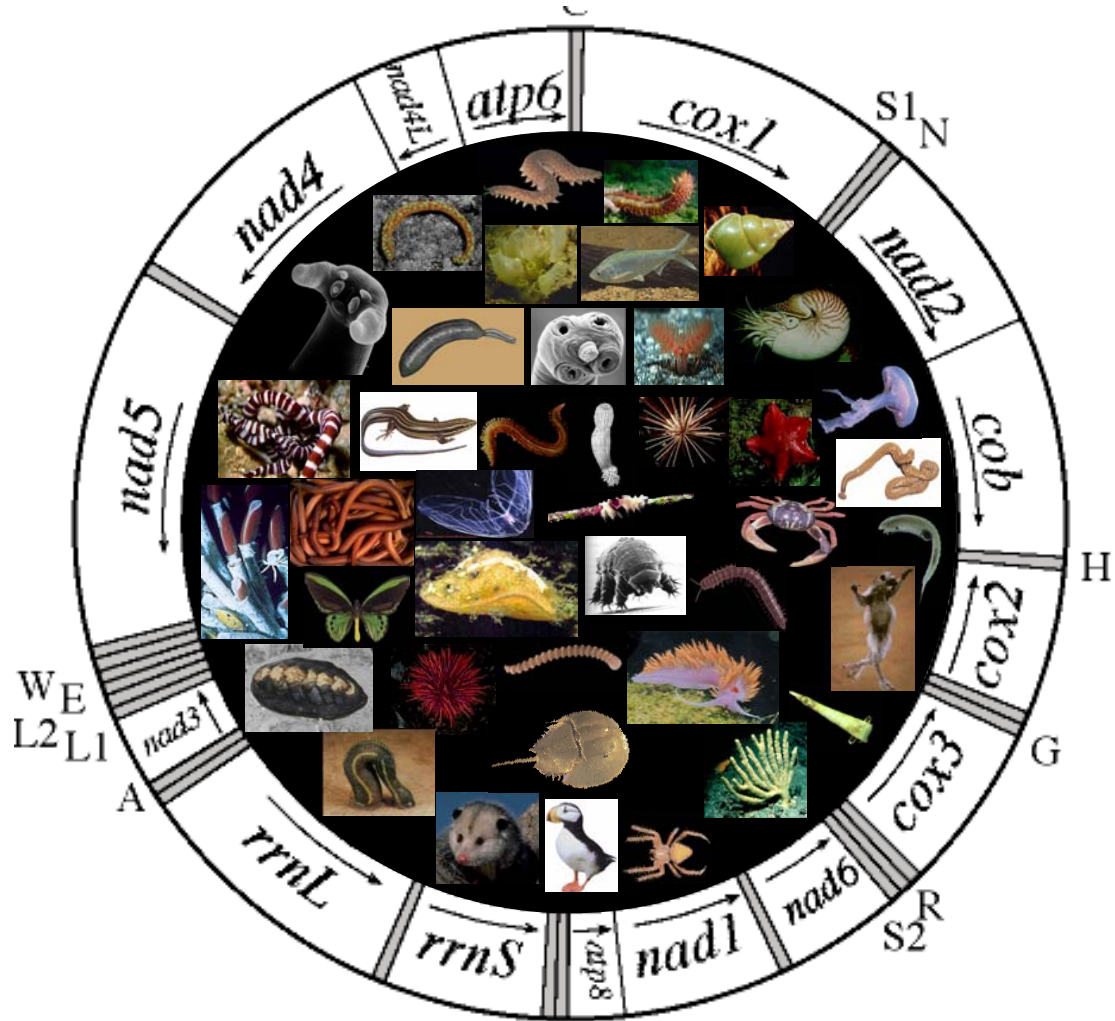 C
cox1
S1
N
nad2
cob
H
cox2
G
cox3
R
S2
nad6
nad1
atp8
rrnS
rrnL
A
nad3
L2 L1
W E
nad5
nad4
nad4L
atp6